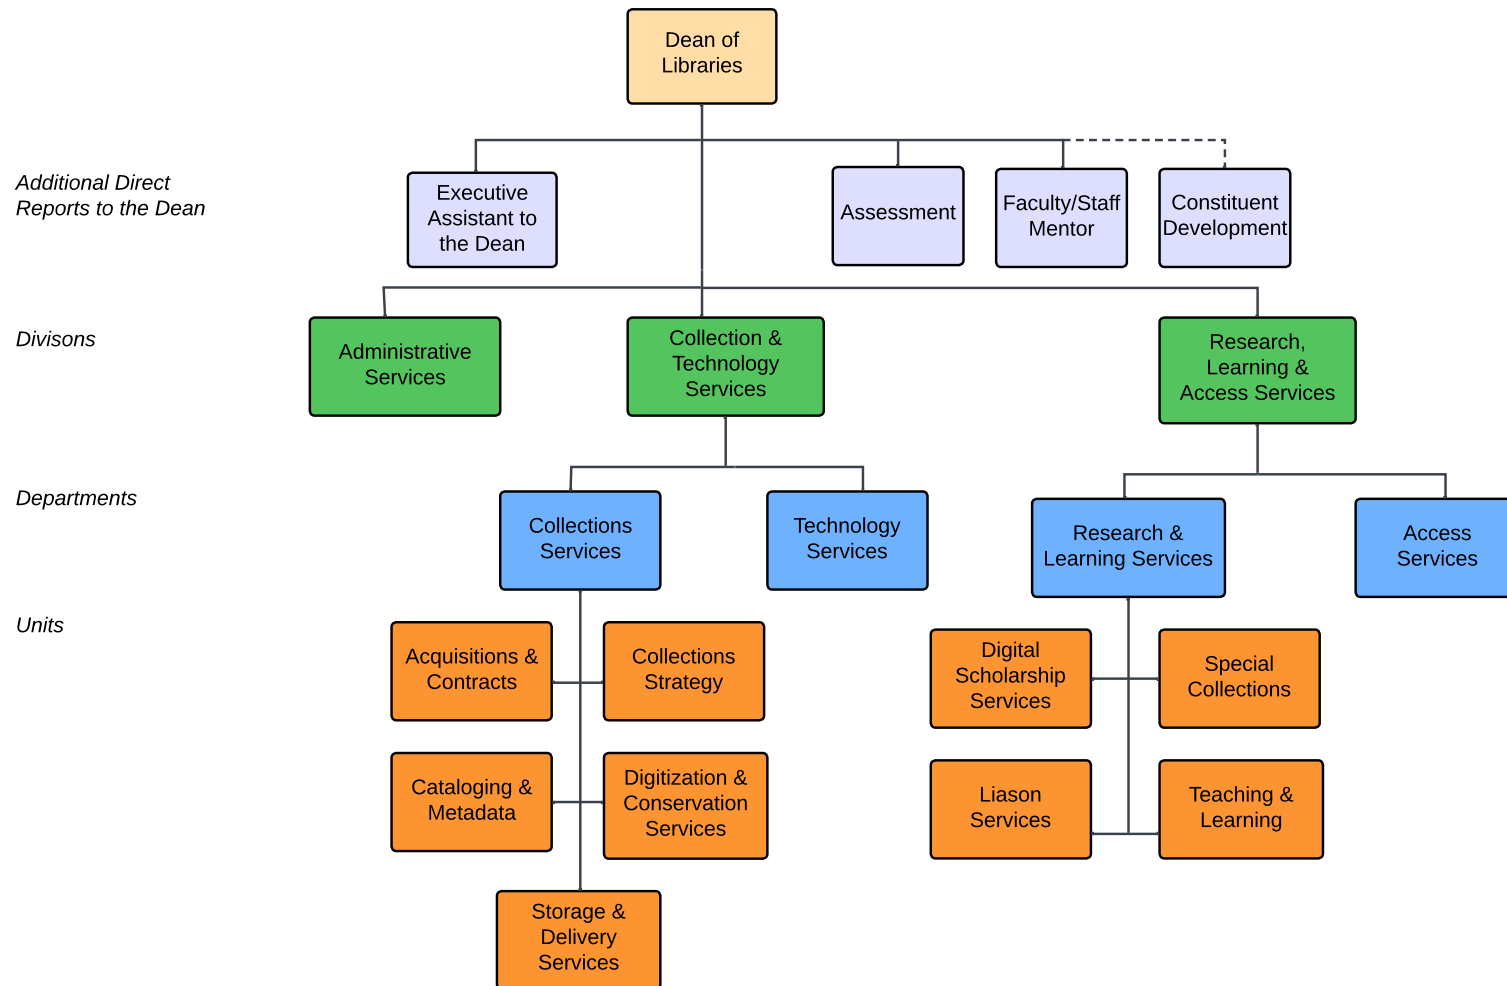 Dean of
Libraries
Additional Direct
Reports to the Dean
Executive
Assistant to
the Dean
Assessment
Faculty/Staff
Mentor
Constituent
Development
Divisons
Administrative
Services
Collection &
Technology
Services
Research,
Learning &
Access Services
Departments
Collections
Services
Technology
Services
Research &
Learning Services
Access
Services
Units
Acquisitions &
Contracts
Collections
Strategy
Digital
Scholarship
Services
Special
Collections
Cataloging &
Metadata
Digitization &
Conservation
Services
Liason
Services
Teaching &
Learning
Storage &
Delivery
Services